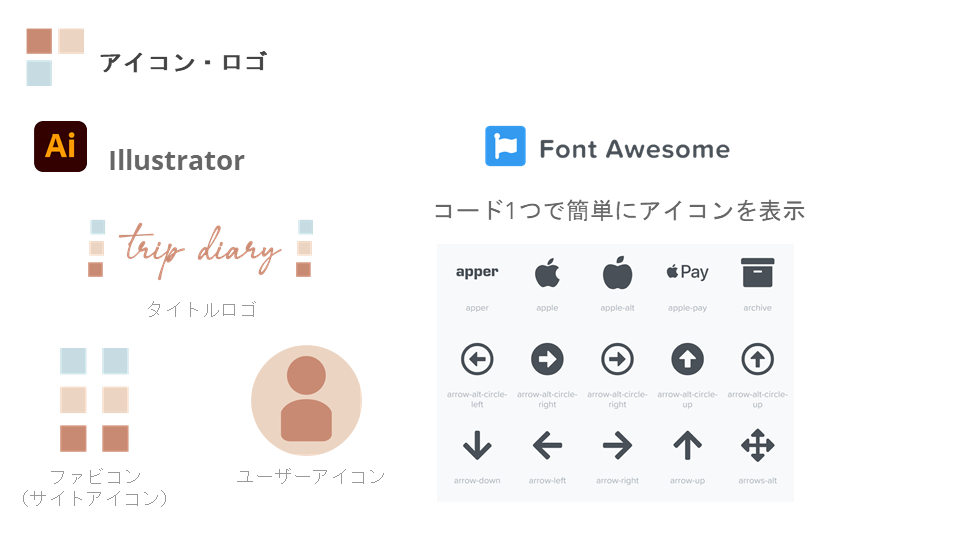 アイコン・ロゴ
Ai
Illustrator
trip diary
タイトルロゴ
ファビコン
（サイトアイコン）
ユーザーアイコン
Font Awesome
コード1つで簡単にアイコンを表示
apper
Pay
apper
apple
apple-alt
apple-pay
archive
arrow-alt-circle-
left
arrow-alt-circle-
right
arrow-alt-circle-
right
arrow-alt-circle-
up
arrow-alt-circle-
up
arrow-down
arrow-left
arrow-right
arrow-up
arrows-alt